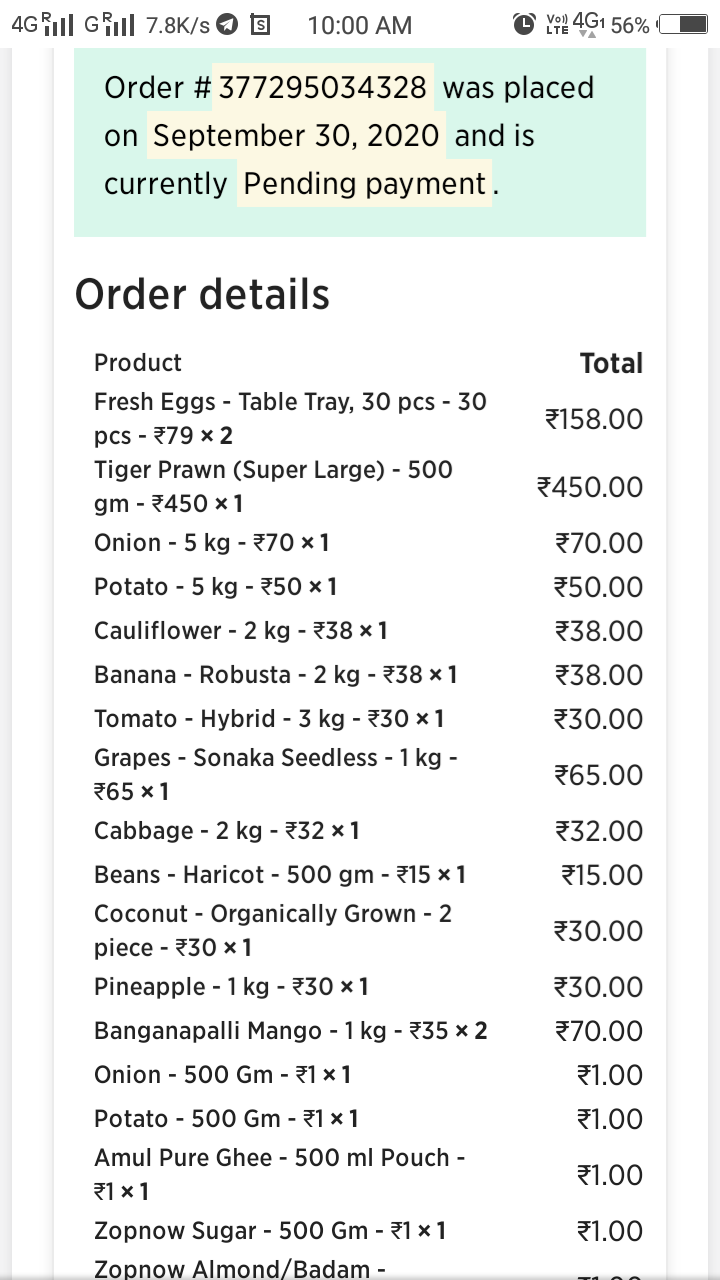 4G R G R 7.8K/s S 10:00 AM Vo) LTE 4G1 56%
Order #377295034328 was placed
on September 30, 2020 and is
currently Pending payment.
Order details
Product Total
Fresh Eggs - Table Tray, 30 pcs - 30
pcs - ₹79 × 2 ₹158.00
Tiger Prawn (Super Large) - 500
gm - ₹450 × 1 ₹450.00
Onion - 5 kg - ₹70 × 1 ₹70.00
Potato - 5 kg - ₹50 × 1 ₹50.00
Cauliflower - 2 kg - ₹38 × 1 ₹38.00
Banana - Robusta - 2 kg - ₹38 × 1 ₹38.00
Tomato - Hybrid - 3 kg - ₹30 × 1 ₹30.00
Grapes - Sonaka Seedless - 1 kg -
₹65 × 1 ₹65.00
Cabbage - 2 kg - ₹32 × 1 ₹32.00
Beans - Haricot - 500 gm - ₹15 × 1 ₹15.00
Coconut - Organically Grown - 2
piece - ₹30 × 1 ₹30.00
Pineapple - 1 kg - ₹30 × 1 ₹30.00
Banganapalli Mango - 1 kg - ₹35 × 2 ₹70.00
Onion - 500 Gm - ₹1 × 1 ₹1.00
Potato - 500 Gm - ₹1 × 1 ₹1.00
Amul Pure Ghee - 500 ml Pouch -
₹1 × 1 ₹1.00
Zopnow Sugar - 500 Gm - ₹1 × 1 ₹1.00
Zopnow Almond/Badam -